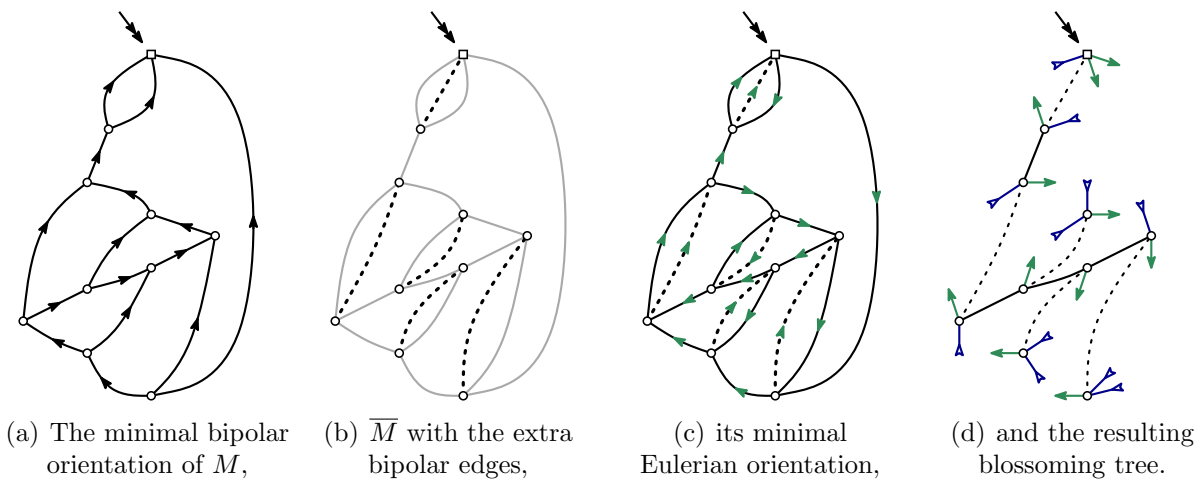 (a) The minimal bipolar orientation of M,
(b) M̅ with the extra bipolar edges,
(c) its minimal Eulerian orientation,
(d) and the resulting blossoming tree.